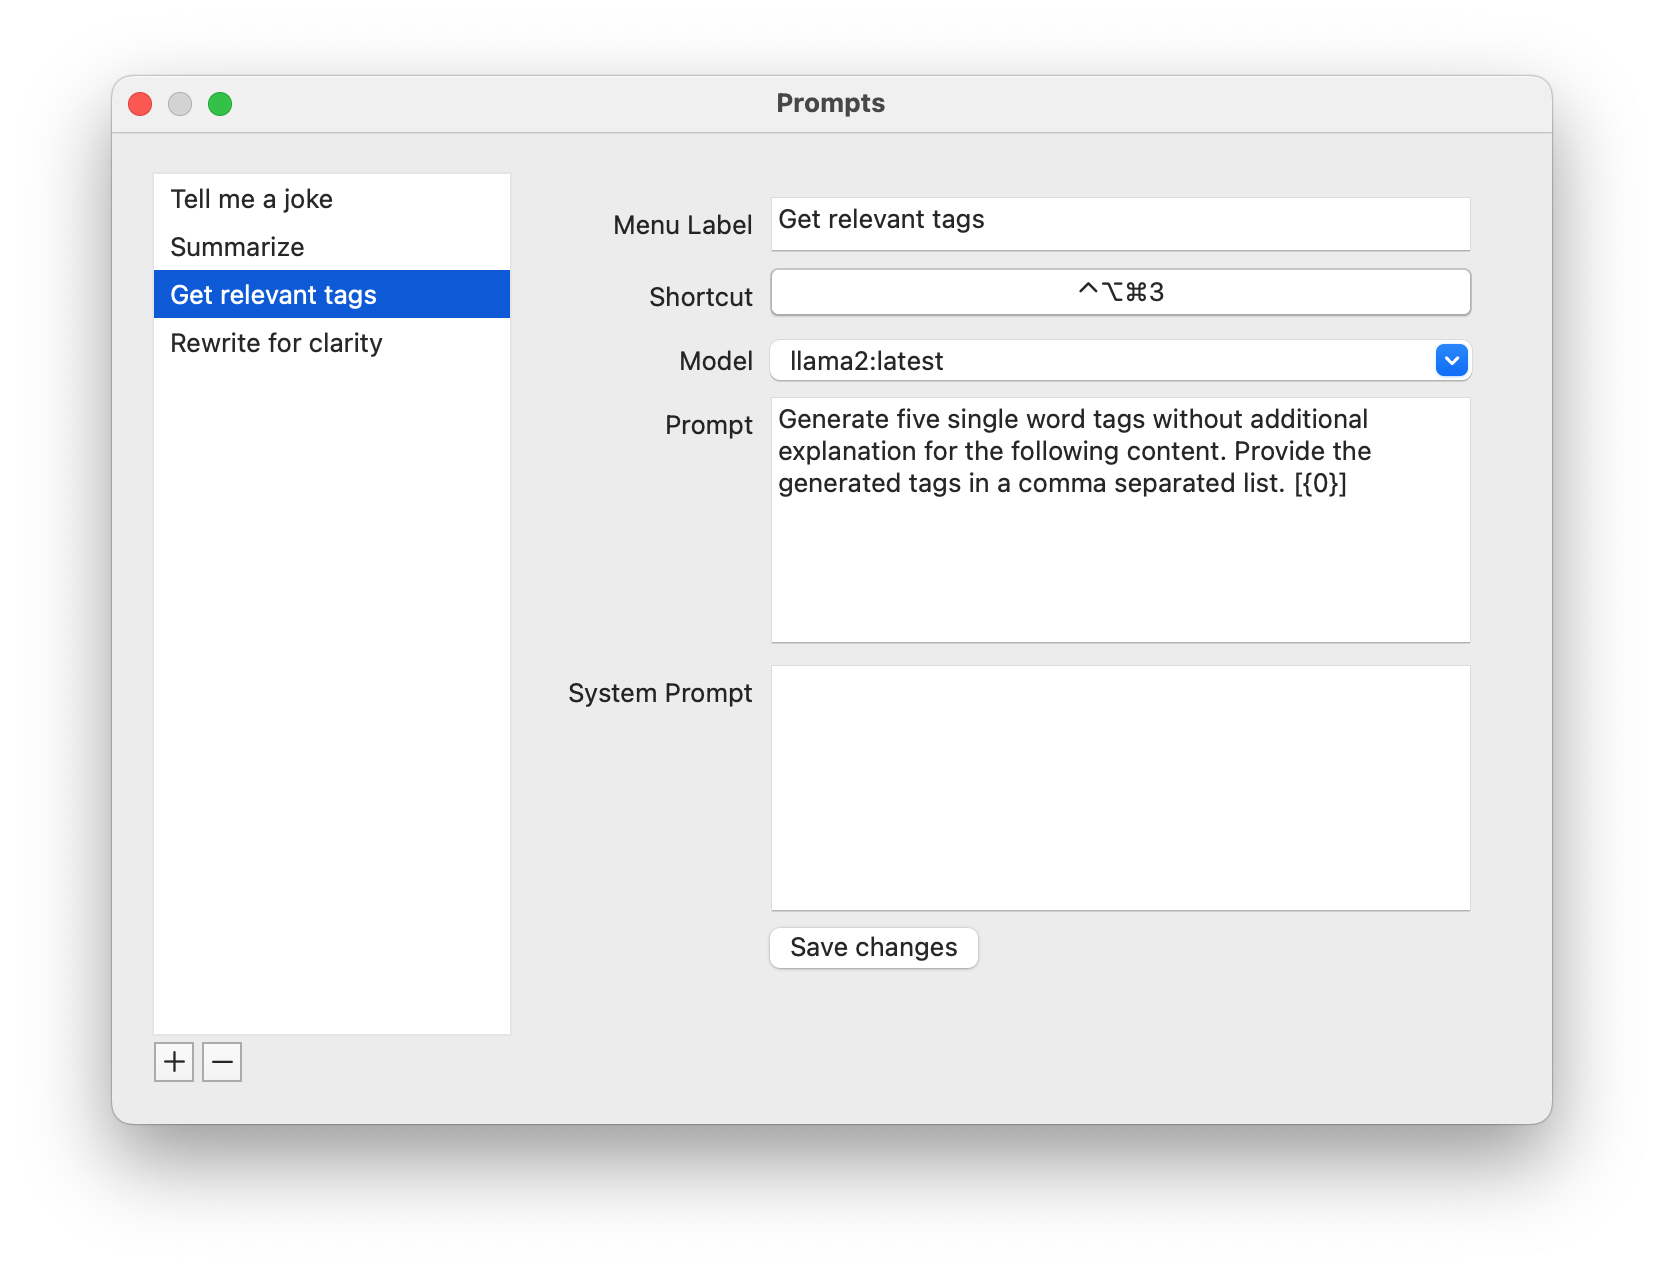 Prompts
Tell me a joke
Summarize
Get relevant tags
Rewrite for clarity
Menu Label
Get relevant tags
Shortcut
^⌥⌘3
Model
llama2:latest
Prompt
Generate five single word tags without additional
explanation for the following content. Provide the
generated tags in a comma separated list. [{0}]
System Prompt
Save changes